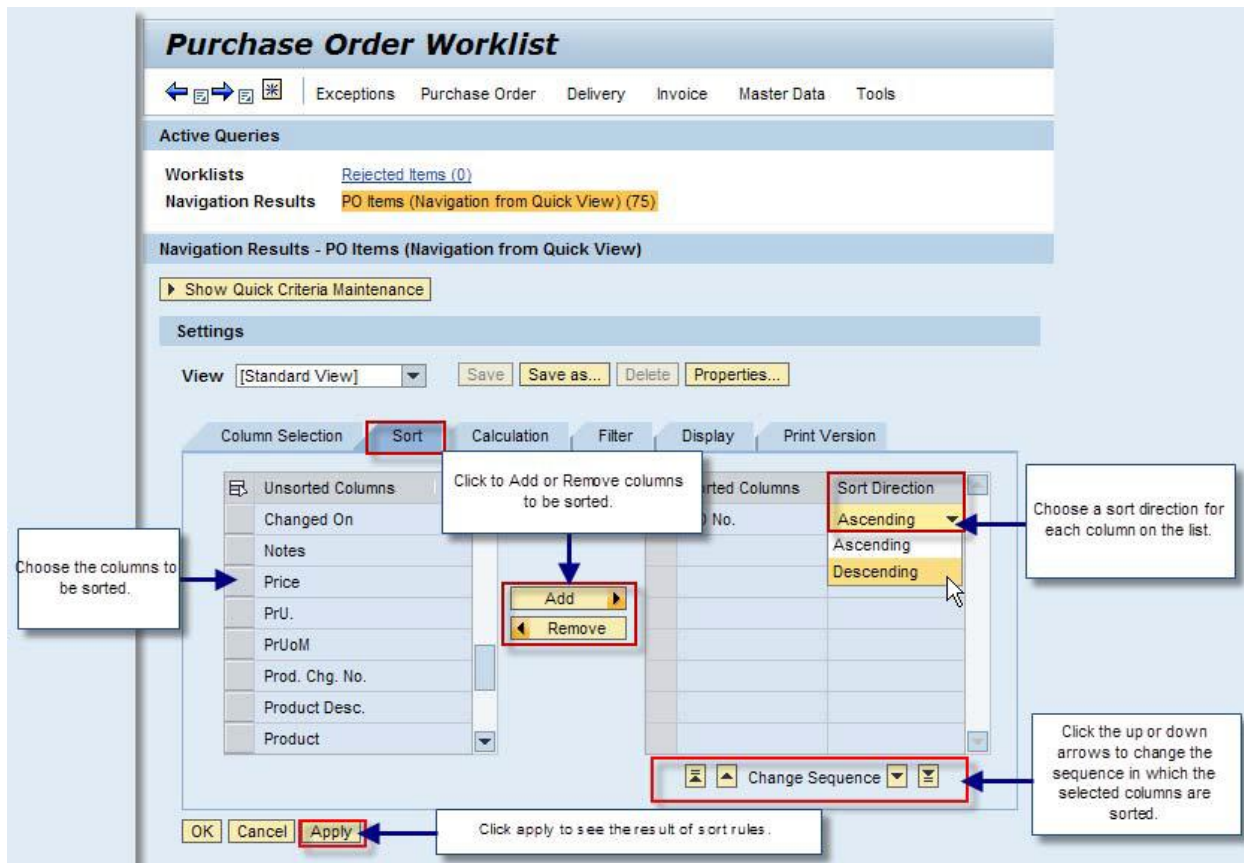 Purchase Order Worklist
Exceptions Purchase Order Delivery Invoice Master Data Tools
Active Queries
Worklists Rejected Items (0)
Navigation Results PO Items (Navigation from Quick View) (75)
Navigation Results - PO Items (Navigation from Quick View)
Show Quick Criteria Maintenance
Settings
View [Standard View] Save Save as... Delete Properties...
Column Selection Sort Calculation Filter Display Print Version
Unsorted Columns
Click to Add or Remove columns
to be sorted.
Columns Sort Direction
Changed On
No. Ascending
Notes
Ascending
Price
Descending
PrU.
PrUoM
Prod. Chg. No.
Product Desc.
Product
Add
Remove
Choose the columns to
be sorted.
Choose a sort direction for
each column on the list.
Change Sequence
Click the up or down
arrows to change the
sequence in which the
selected columns are
sorted.
OK Cancel Apply
Click apply to see the result of sort rules.